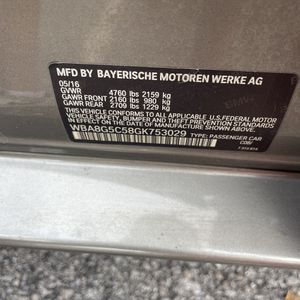 MFD BY BAYERISCHE MOTOREN WERKE AG
05/16
GVWR 4760 lbs 2159 kg
GAWR FRONT 2160 lbs 980 kg
GAWR REAR 2709 lbs 1229 kg
THIS VEHICLE CONFORMS TO ALL APPLICABLE U.S. FEDERAL MOTOR
VEHICLE SAFETY, BUMPER, AND THEFT PREVENTION STANDARDS
IN EFFECT ON THE DATE OF MANUFACTURE SHOWN ABOVE.
WBA8G5C58GK753029 TYPE: PASSENGER CAR